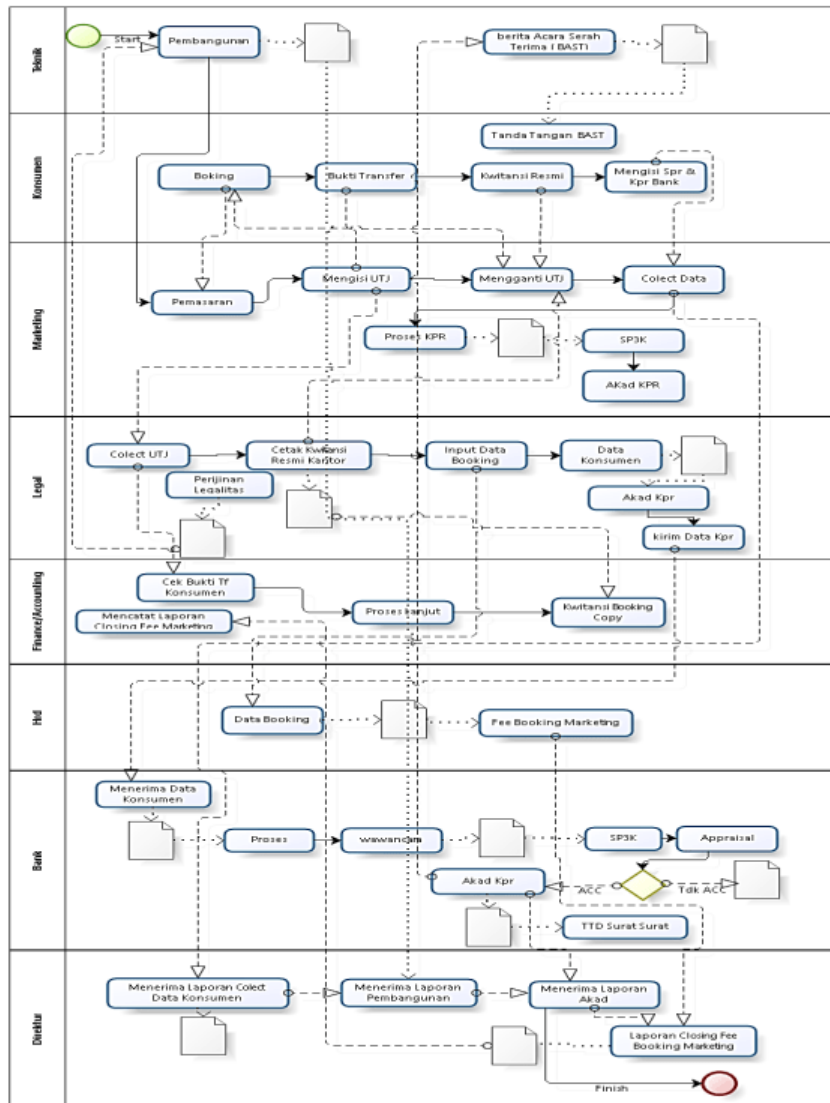 Teknik
Start
Pembangunan
berita Acara Serah
Terima ( BAST)
Konsumen
Tanda Tangan BAST
Boking
Bukti Transfer
Kwitansi Resmi
Mengisi Spr &
Kpr Bank
Marketing
Pemasaran
Mengisi UTJ
Mengganti UTJ
Colect Data
Proses KPR
SP3K
AKad KPR
Legal
Colect UTJ
Cetak Kwitansi
Resmi Kantor
Input Data
Booking
Data
Konsumen
Perijinan
Legalitas
Akad Kpr
kirim Data Kpr
Finance/Accounting
Cek Bukti Tf
Konsumen
Proses Lanjut
Kwitansi Booking
Copy
Mencatat Laporan
Closing Fee Marketing
Hrd
Data Booking
Fee Booking Marketing
Bank
Menerima Data
Konsumen
Proses
wawancara
SP3K
Appraisal
Akad Kpr
ACC
Tdk ACC
TTD Surat Surat
Direktur
Menerima Laporan Colect
Data Konsumen
Menerima Laporan
Pembangunan
Menerima Laporan
Akad
Laporan Closing Fee
Booking Marketing
Finish